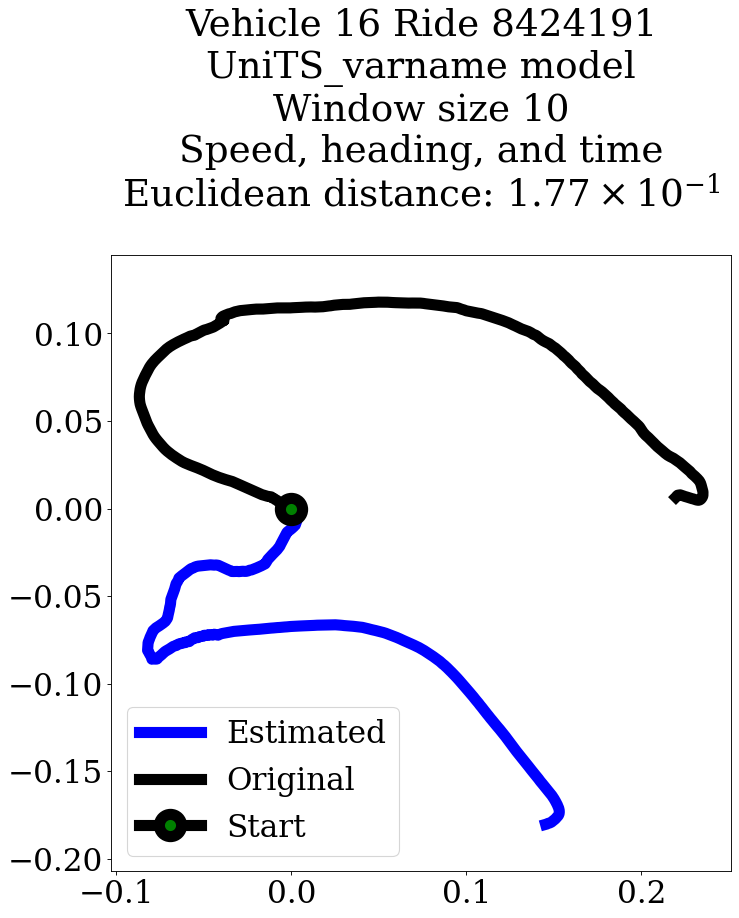 Vehicle 16 Ride 8424191
UniTS_varname model
Window size 10
Speed, heading, and time
Euclidean distance: 1.77 × 10⁻¹
0.10
0.05
0.00
−0.05
−0.10
−0.15
−0.20
−0.1 0.0 0.1 0.2
Estimated
Original
Start